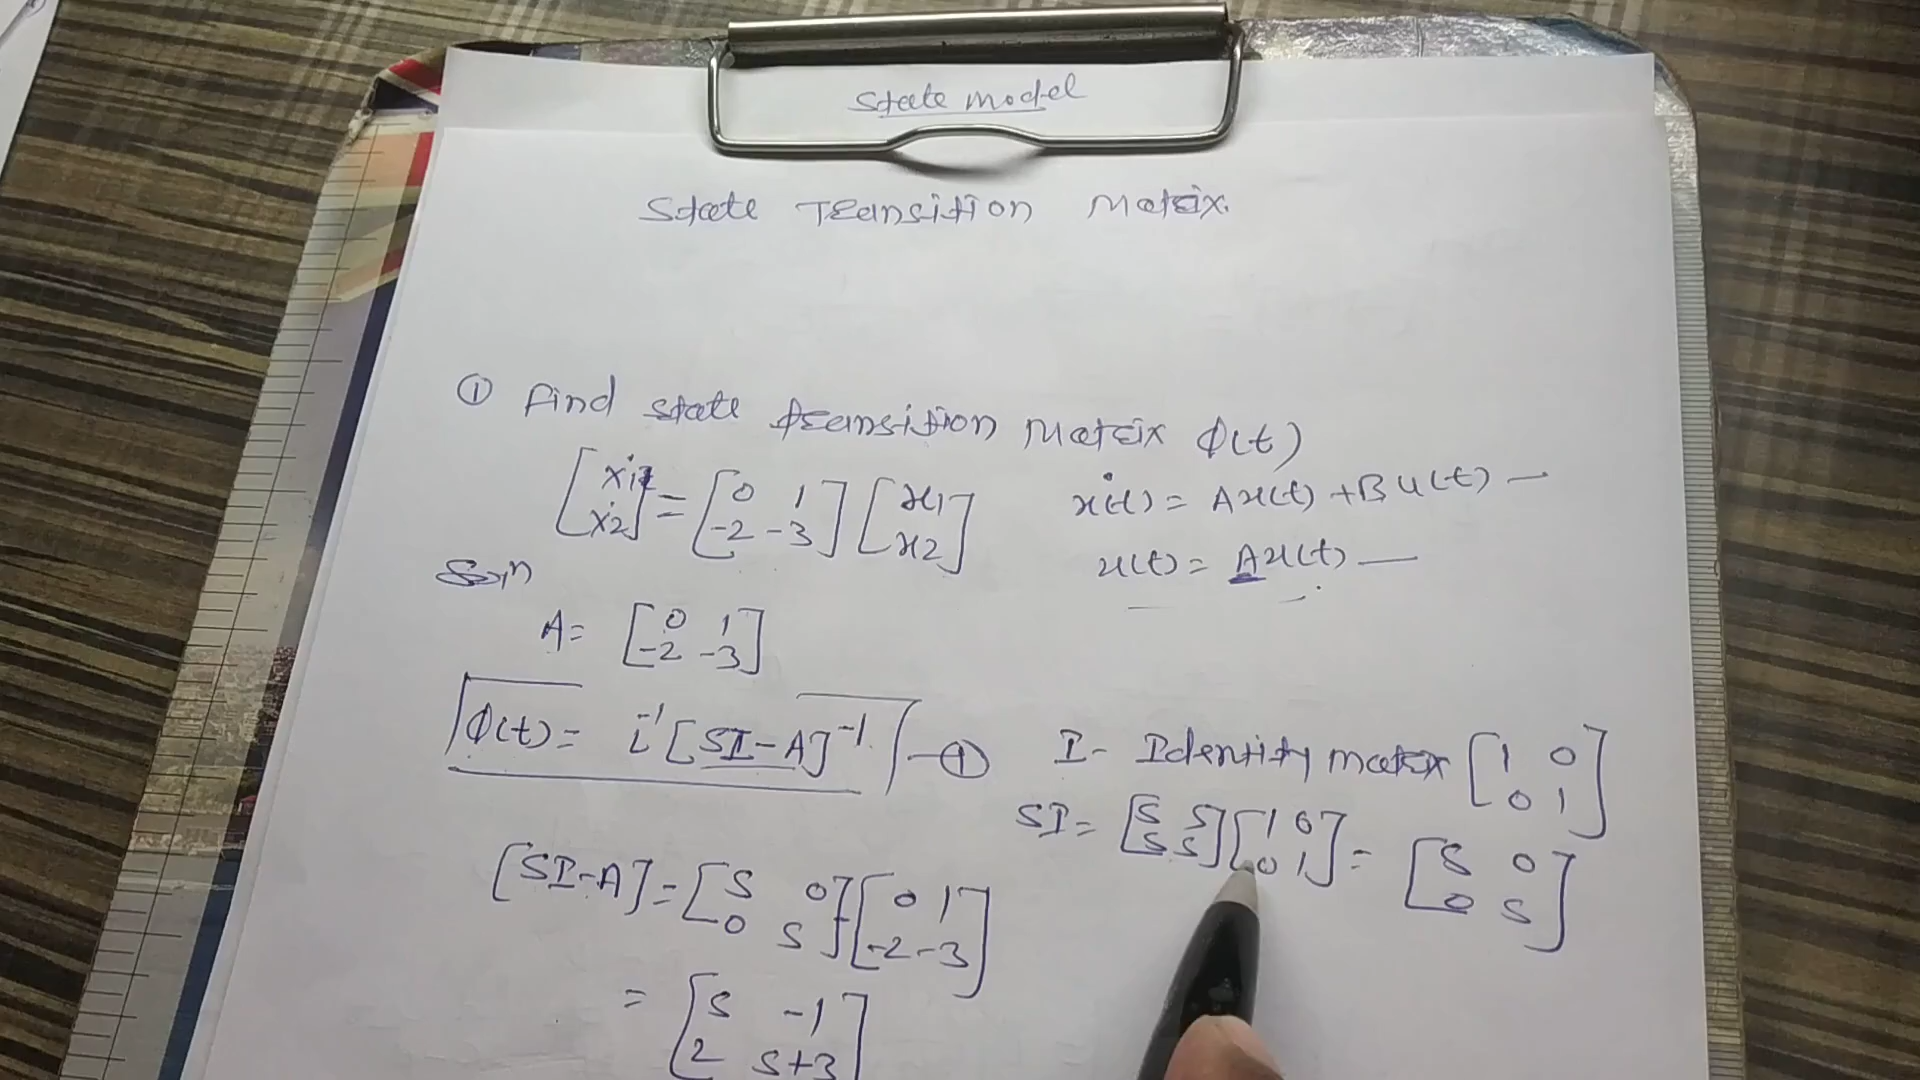 State model
State Transition Matrix.
① Find state transition Matrix ϕ(t)
[ẋ1 ẋ2] = [0 1 -2 -3] [x1 x2]
ẋ(t) = Ax(t) + Bu(t) —
x(t) = Ax(t) —
Soln
A = [0 1 -2 -3]
ϕ(t) = L⁻¹ [SI-A]⁻¹ — ①
I - Identity matrix [1 0 0 1]
SI = [S S S S] [1 0 0 1] = [S 0 0 S]
[SI-A] = [S 0 0 S] - [0 1 -2 -3]
= [S -1 2 S+3]